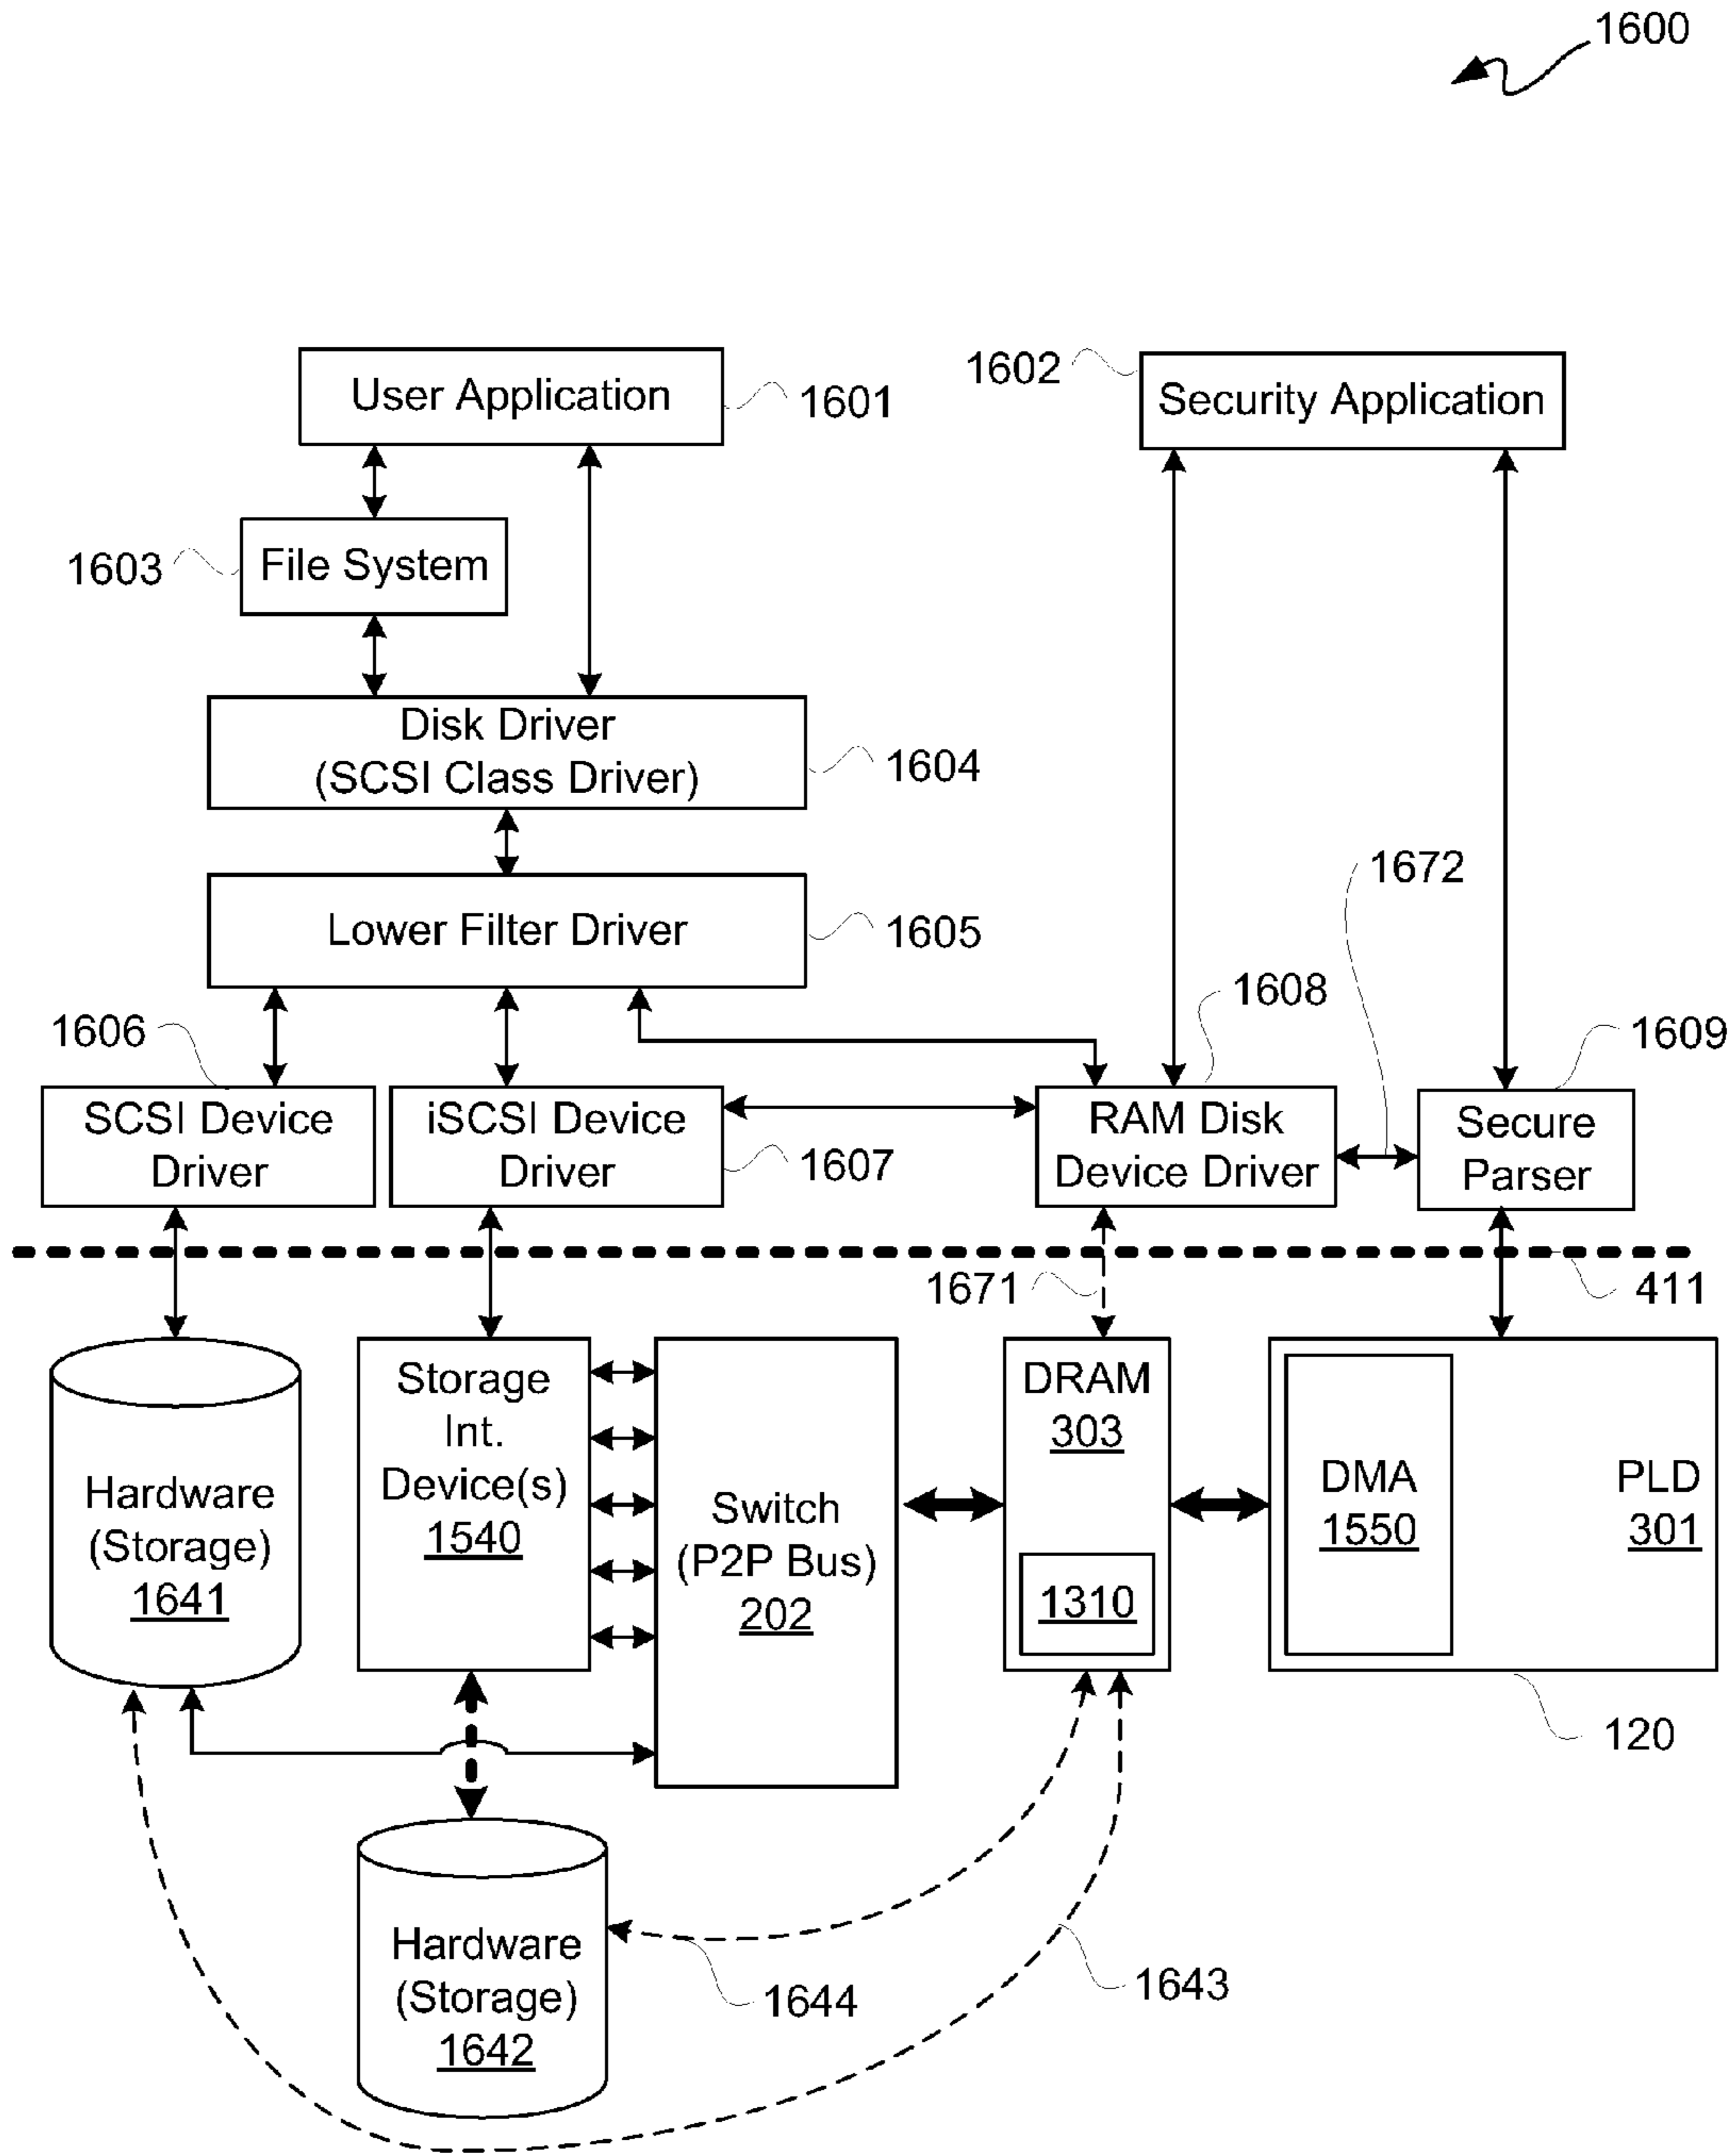 1600
User Application
1601
1602
Security Application
1603
File System
Disk Driver
(SCSI Class Driver)
1604
1672
Lower Filter Driver
1605
1608
1606
1609
SCSI Device
Driver
iSCSI Device
Driver
1607
RAM Disk
Device Driver
Secure
Parser
1671
411
Hardware
(Storage)
1641
Storage
Int.
Device(s)
1540
Switch
(P2P Bus)
202
DRAM
303
1310
DMA
1550
PLD
301
120
Hardware
(Storage)
1642
1644
1643